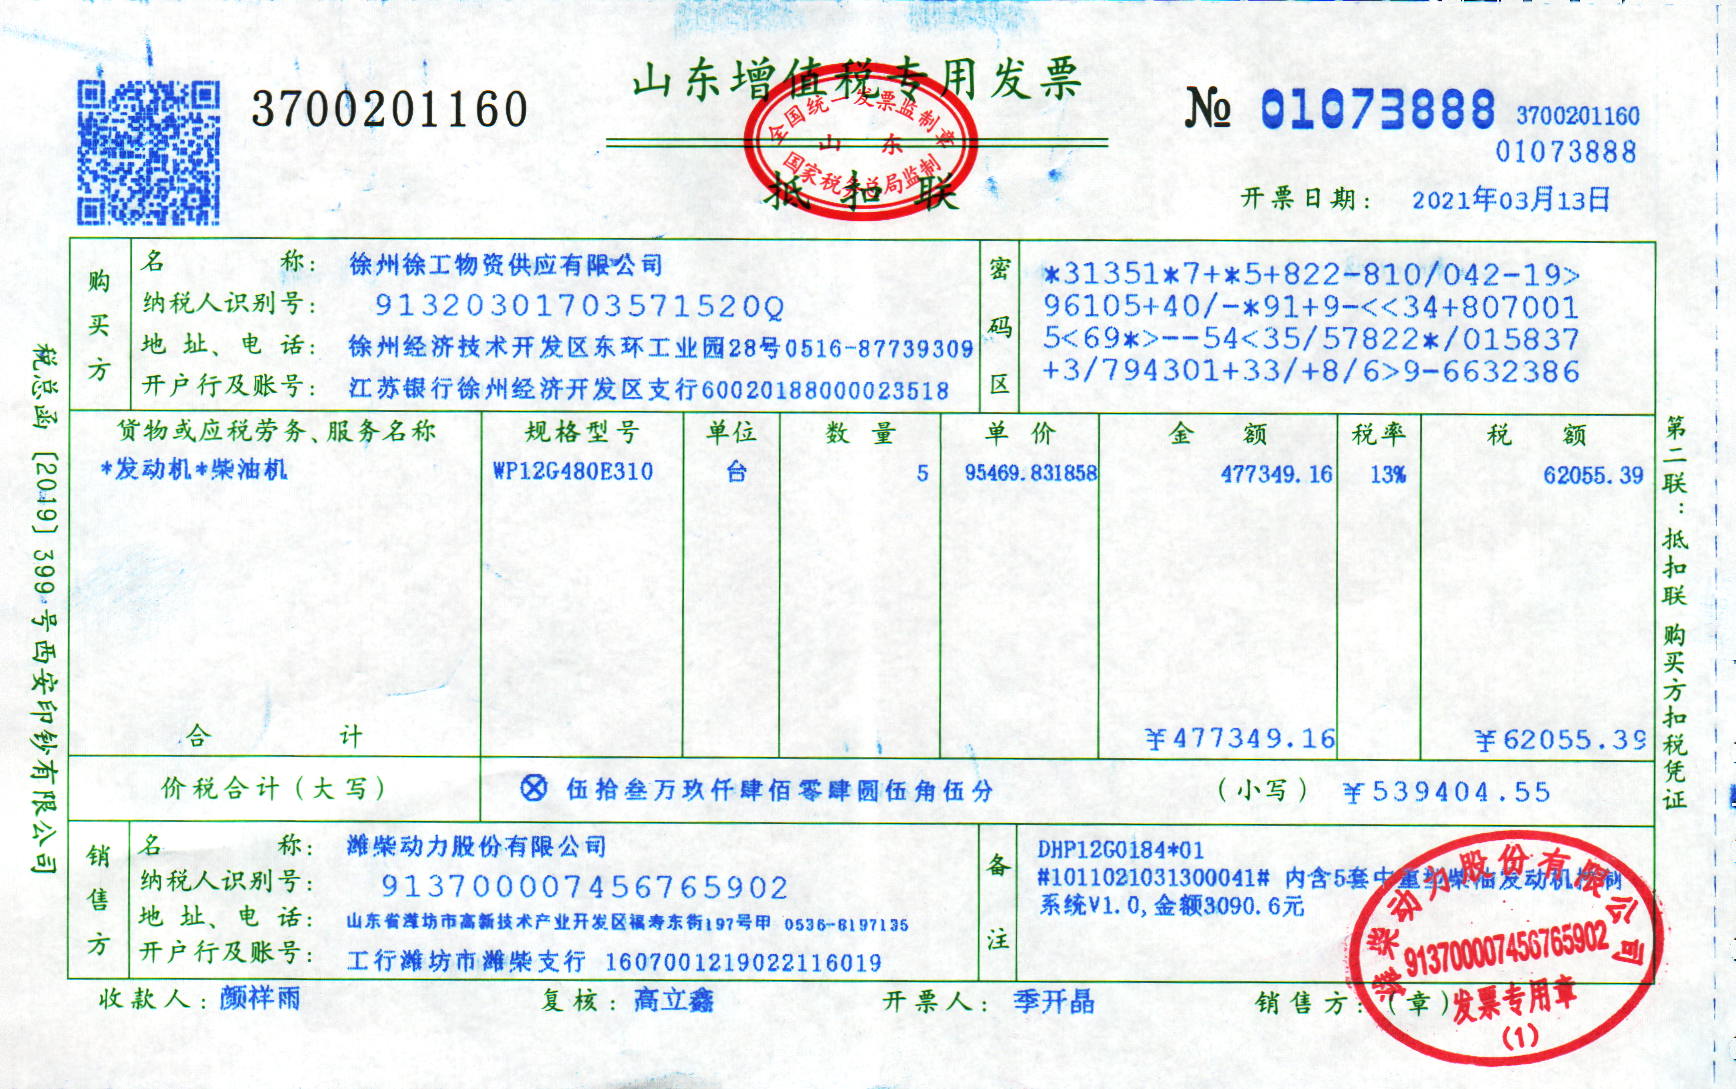 山东增值税专用发票
3700201160
№ 01073888 3700201160
01073888
全国统一发票监制章
山 东
国家税务总局监制
抵扣联
开票日期： 2021年03月13日
购买方
名 称： 徐州徐工物资供应有限公司
纳税人识别号： 91320301703571520Q
地 址、电 话： 徐州经济技术开发区东环工业园28号0516-87739309
开户行及账号： 江苏银行徐州经济开发区支行60020188000023518
密码区
*31351*7+*5+822-810/042-19>
96105+40/-*91+9-<<34+807001
5<69*>--54<35/57822*/015837
+3/794301+33/+8/6>9-6632386
货物或应税劳务、服务名称 规格型号 单位 数 量 单 价 金 额 税率 税 额
*发动机*柴油机 WP12G480E310 台 5 95469.831858 477349.16 13% 62055.39
合 计 ￥477349.16 ￥62055.39
价税合计（大写） ⊗ 伍拾叁万玖仟肆佰零肆圆伍角伍分 （小写） ￥539404.55
销售方
名 称： 潍柴动力股份有限公司
纳税人识别号： 913700007456765902
地 址、电 话： 山东省潍坊市高新技术产业开发区福寿东街197号甲 0536-8197135
开户行及账号： 工行潍坊市潍柴支行 1607001219022116019
备注
DHP12G0184*01
#1011021031300041# 内含5套中重型柴油发动机控制
系统V1.0,金额3090.6元
收款人：颜祥雨 复核：高立鑫 开票人：季开晶 销售方：（章）
潍柴动力股份有限公司
913700007456765902
发票专用章
(1)
税总函〔2019〕399号西安印钞有限公司
第二联：抵扣联 购买方扣税凭证